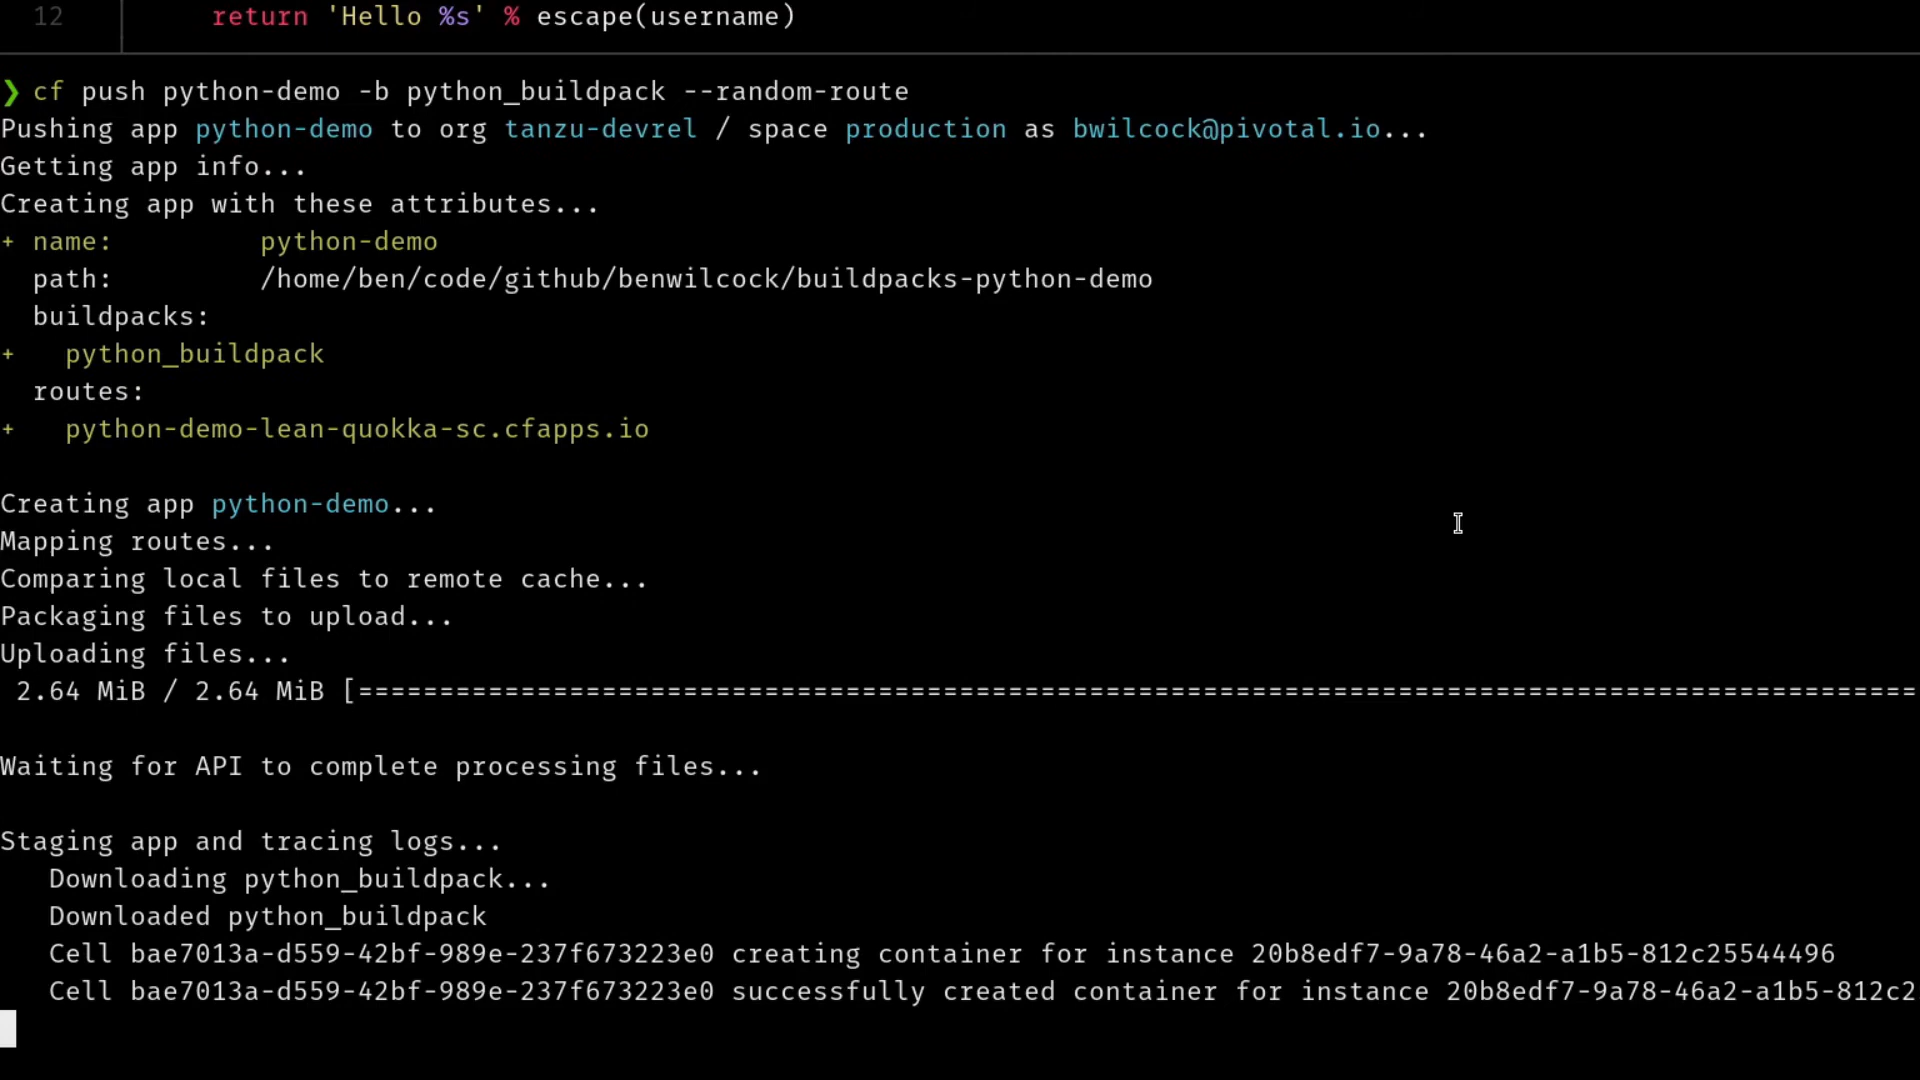 12 return 'Hello %s' % escape(username)
❯ cf push python-demo -b python_buildpack --random-route
Pushing app python-demo to org tanzu-devrel / space production as bwilcock@pivotal.io...
Getting app info...
Creating app with these attributes...
+ name: python-demo
path: /home/ben/code/github/benwilcock/buildpacks-python-demo
buildpacks:
+ python_buildpack
routes:
+ python-demo-lean-quokka-sc.cfapps.io
Creating app python-demo...
Mapping routes...
Comparing local files to remote cache...
Packaging files to upload...
Uploading files...
2.64 MiB / 2.64 MiB [================================================================================================
Waiting for API to complete processing files...
Staging app and tracing logs...
Downloading python_buildpack...
Downloaded python_buildpack
Cell bae7013a-d559-42bf-989e-237f673223e0 creating container for instance 20b8edf7-9a78-46a2-a1b5-812c25544496
Cell bae7013a-d559-42bf-989e-237f673223e0 successfully created container for instance 20b8edf7-9a78-46a2-a1b5-812c2